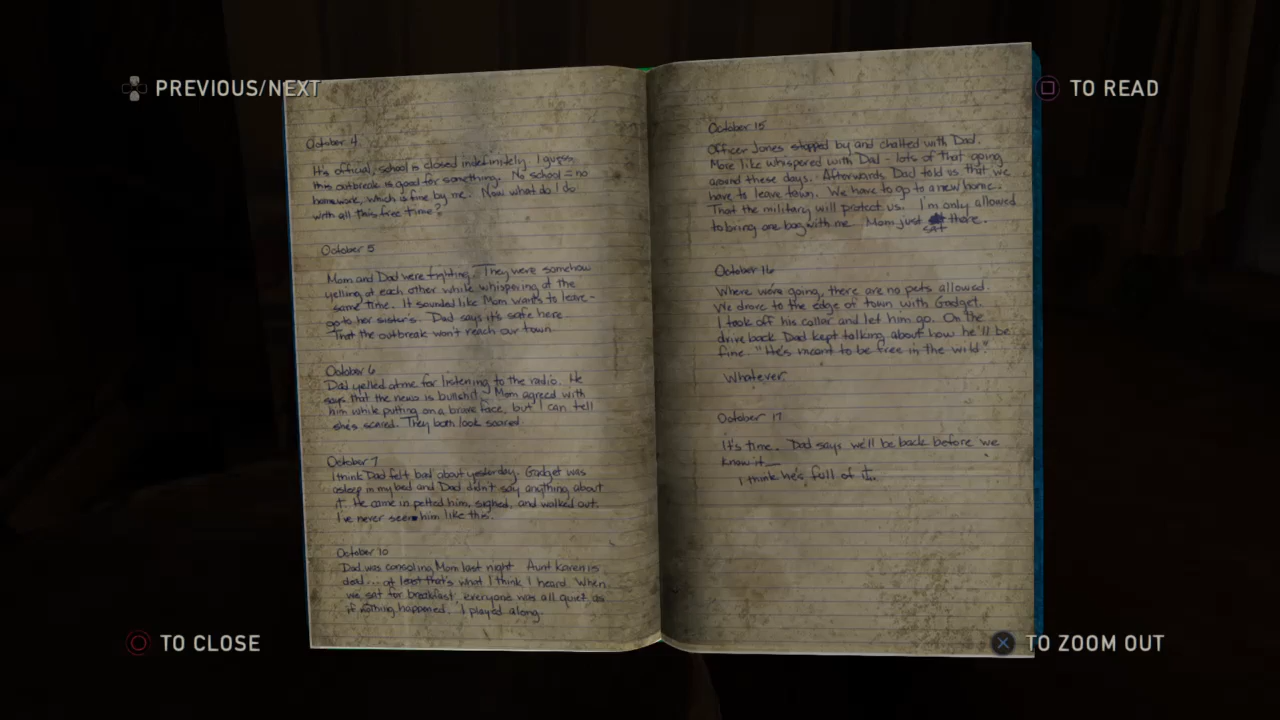 PREVIOUS/NEXT
TO READ
October 4
It's official, school is closed indefinitely. I guess
this outbreak is good for something. No school = no
homework, which is fine by me. Now what do I do
with all this free time?
October 5
Mom and Dad were fighting. They were somehow
yelling at each other while whispering at the
same time. It sounded like Mom wants to leave -
go to her sister's. Dad says it's safe here.
That the outbreak won't reach our town.
October 6
Dad yelled at me for listening to the radio. He
says that the news is bullshit. Mom agreed with
him while putting on a brave face, but I can tell
she's scared. They both look scared.
October 7
I think Dad felt bad about yesterday. Gadget was
asleep in my bed and Dad didn't say anything about
it. He came in petted him, sighed, and walked out.
I've never seen him like this.
October 10
Dad was consoling Mom last night. Aunt Karen is
dead... at least that's what I think I heard. When
we sat for breakfast, everyone was all quiet, as
if nothing happened. I played along.
October 15
Officer Jones stopped by and chatted with Dad.
More like whispered with Dad - lots of that going
around these days. Afterwards Dad told us that we
have to leave town. We have to go to a new home.
That the military will protect us. I'm only allowed
to bring one bag with me. Mom just sat there.
October 16
Where we're going, there are no pets allowed.
We drove to the edge of town with Gadget.
I took off his collar and let him go. On the
drive back Dad kept talking about how he'll be
fine. "He's meant to be free in the wild."
Whatever.
October 17
It's time. Dad says we'll be back before we
know it
I think he's full of it.
TO CLOSE
TO ZOOM OUT